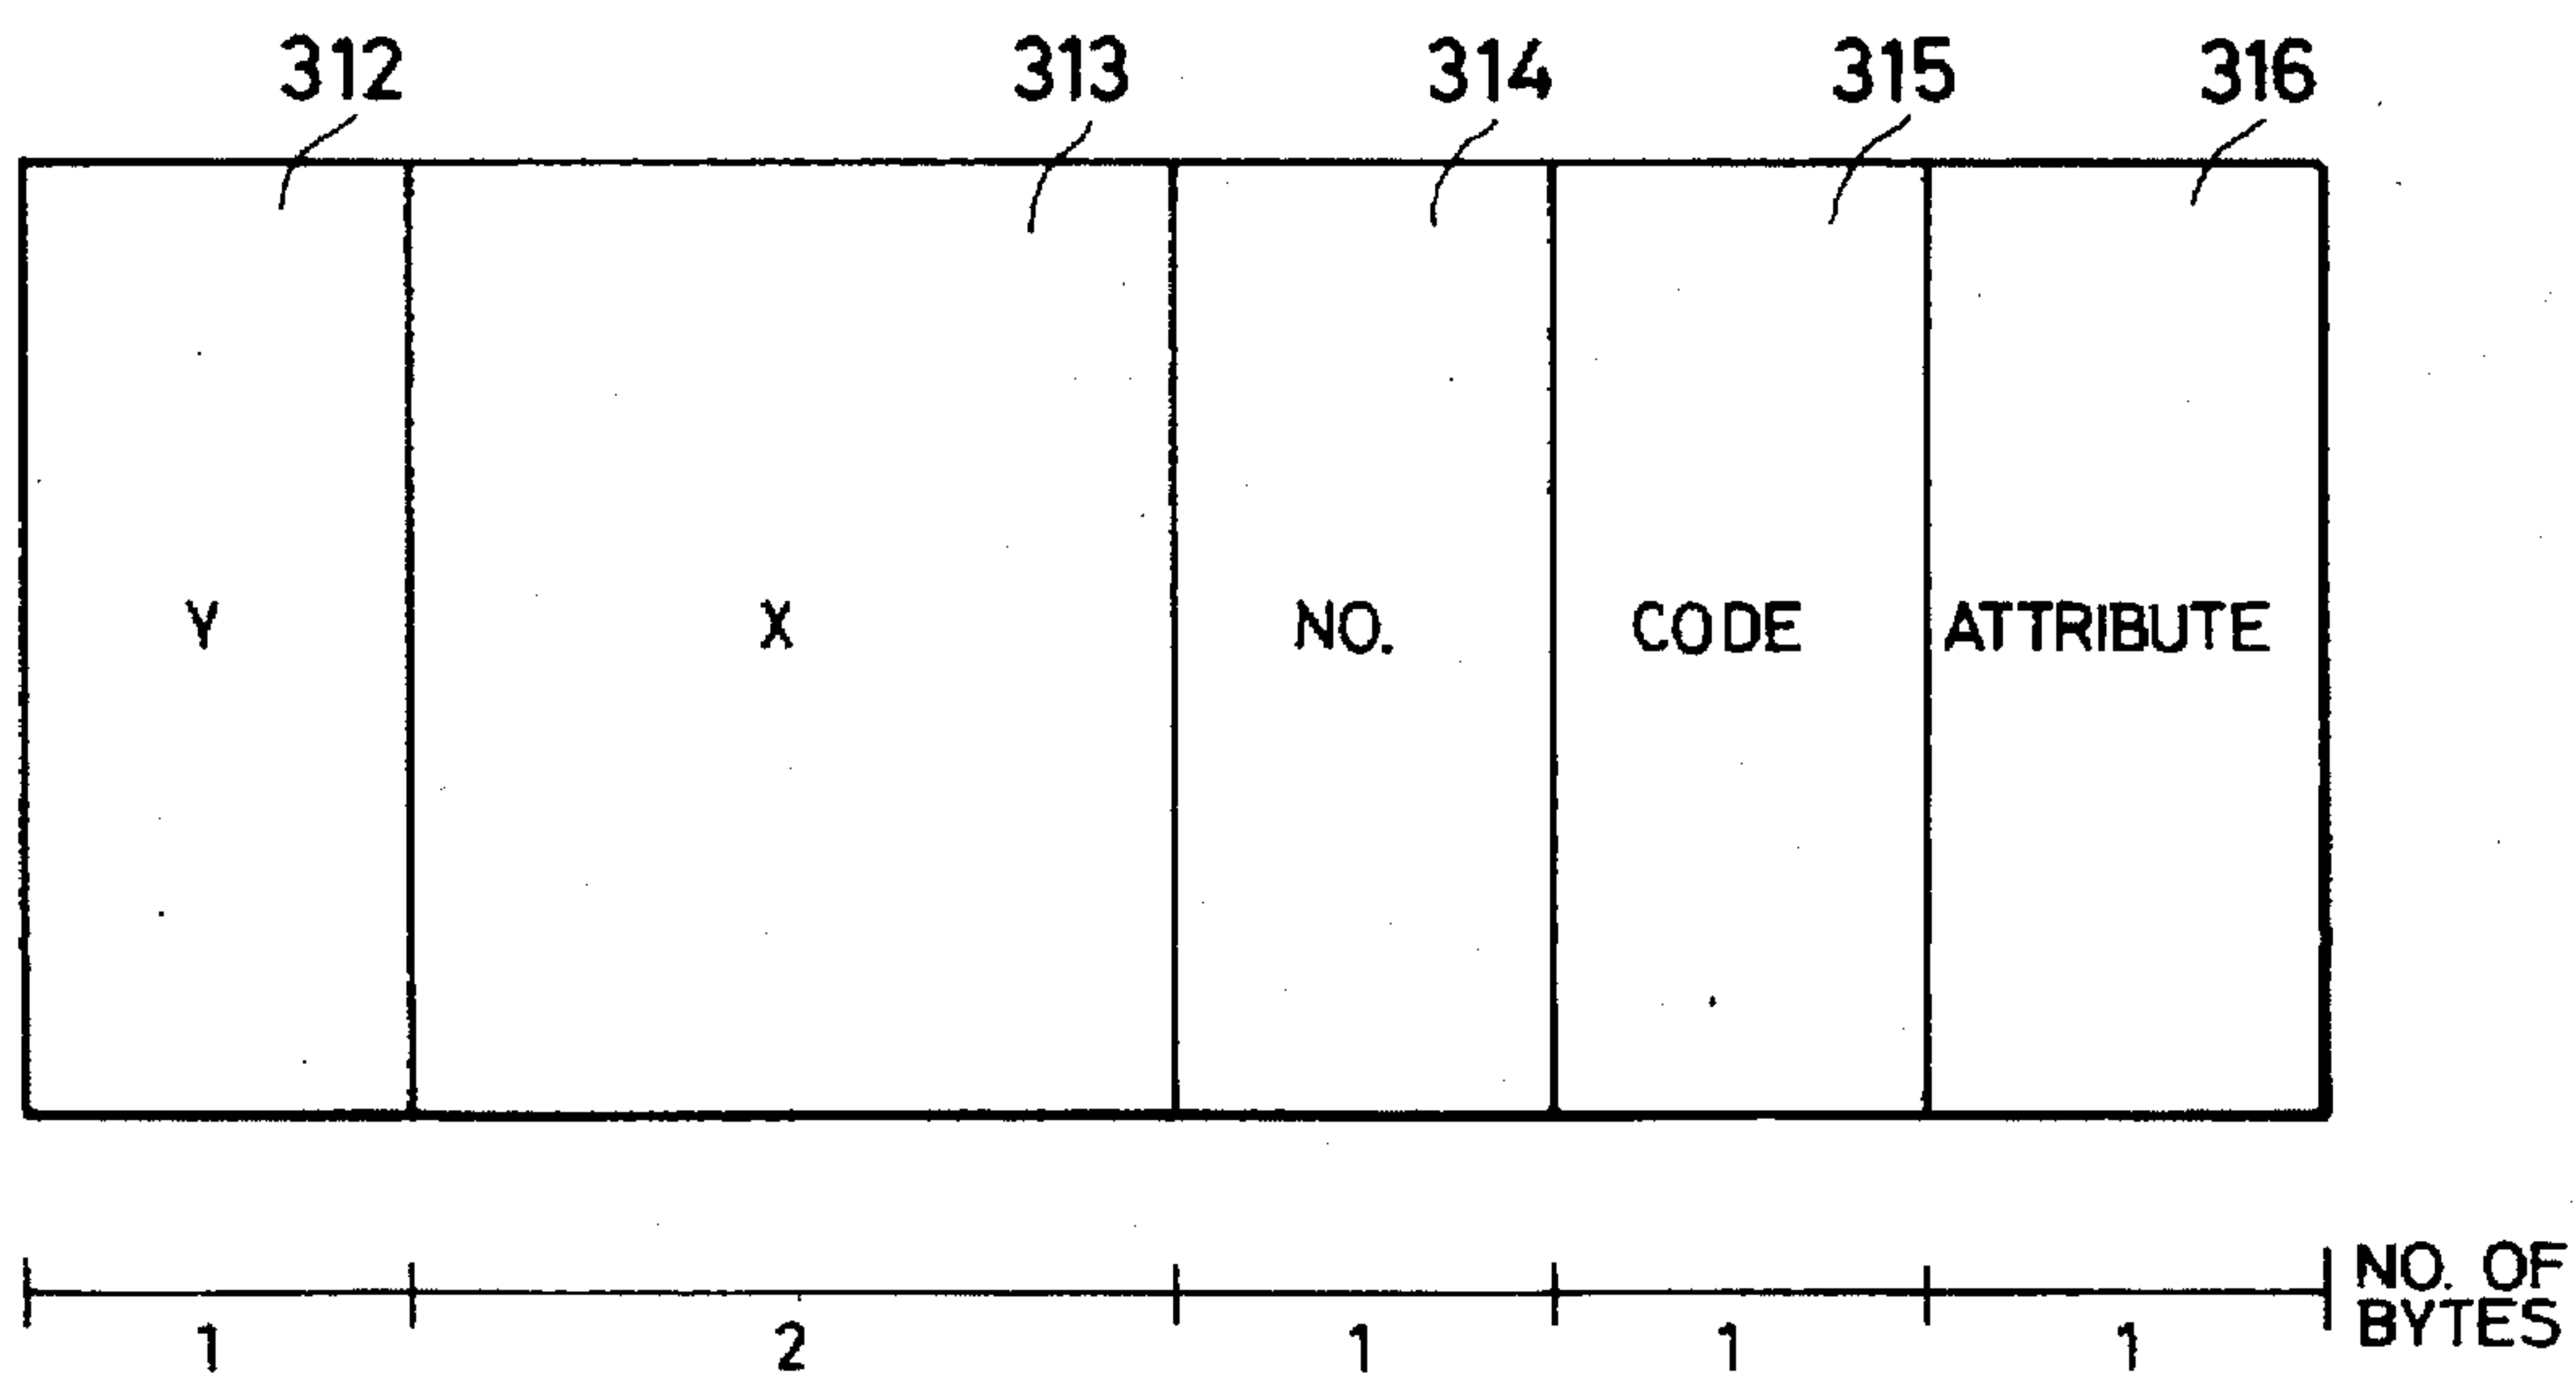 312 313 314 315 316
Y X NO. CODE ATTRIBUTE
1 2 1 1 1 NO. OF
BYTES